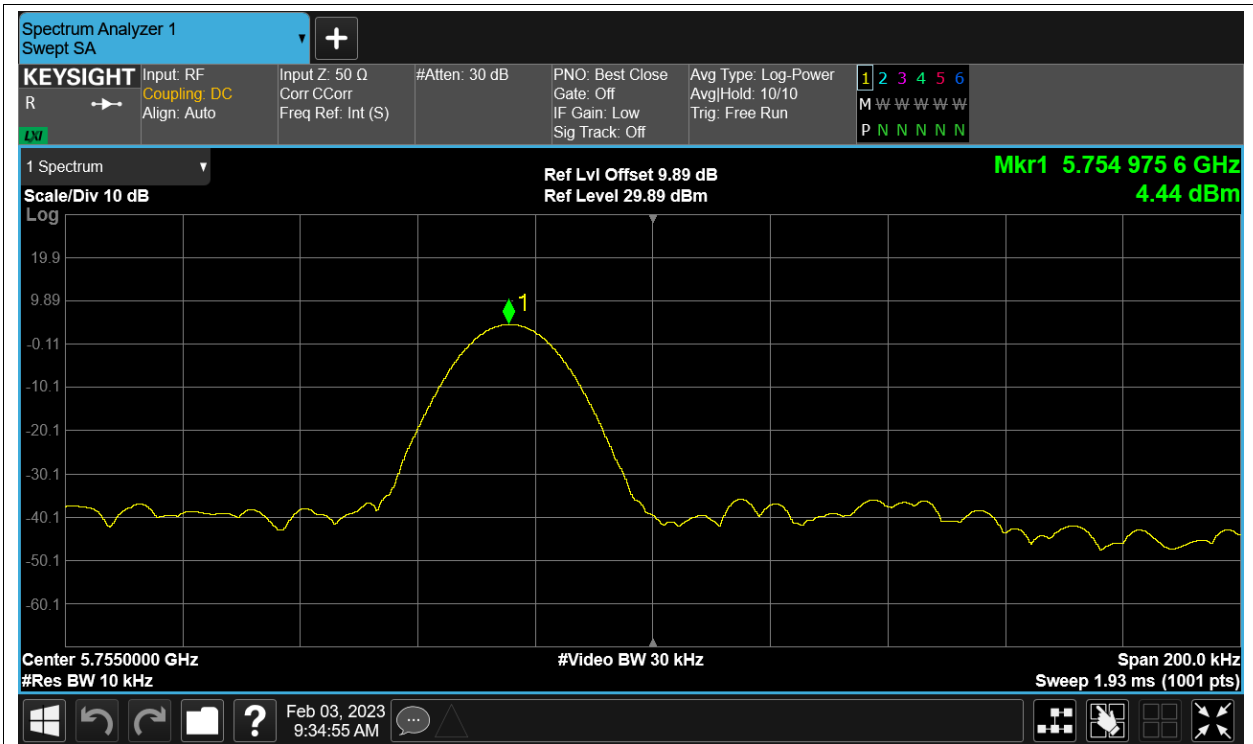 Spectrum Analyzer 1
Swept SA
KEYSIGHT
R
LXI
Input: RF
Coupling: DC
Align: Auto
Input Z: 50 Ω
Corr CCorr
Freq Ref: Int (S)
#Atten: 30 dB
PNO: Best Close
Gate: Off
IF Gain: Low
Sig Track: Off
Avg Type: Log-Power
Avg|Hold: 10/10
Trig: Free Run
1 2 3 4 5 6
M W W W W W
P N N N N N
1 Spectrum
Scale/Div 10 dB
Log
Ref Lvl Offset 9.89 dB
Ref Level 29.89 dBm
Mkr1 5.754 975 6 GHz
4.44 dBm
19.9
9.89
-0.11
-10.1
-20.1
-30.1
-40.1
-50.1
-60.1
1
Center 5.7550000 GHz
#Res BW 10 kHz
#Video BW 30 kHz
Span 200.0 kHz
Sweep 1.93 ms (1001 pts)
?
Feb 03, 2023
9:34:55 AM